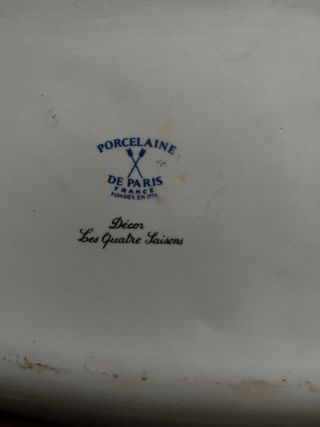 PORCELAINE
DE PARIS
FRANCE
FONDÉE EN 1773
Décor
Les Quatre Saisons